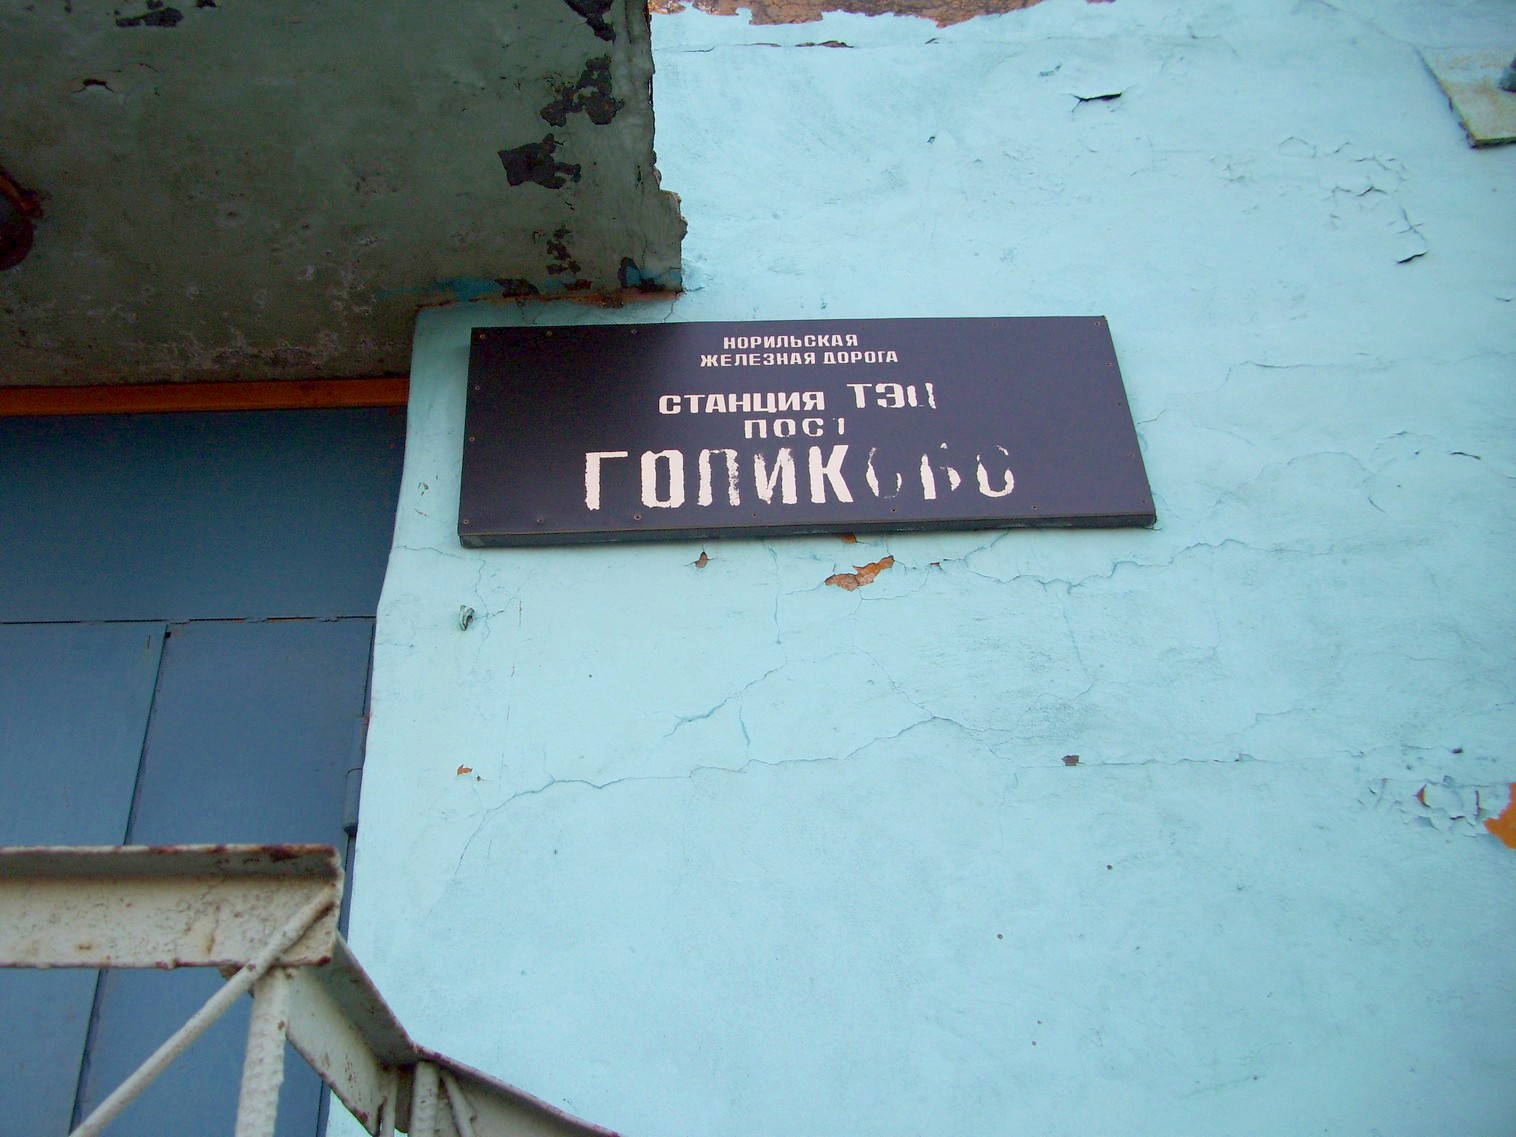 НОРИЛЬСКАЯ
ЖЕЛЕЗНАЯ ДОРОГА
СТАНЦИЯ ТЭЦ
ПОСТ
ГОЛИКОВО